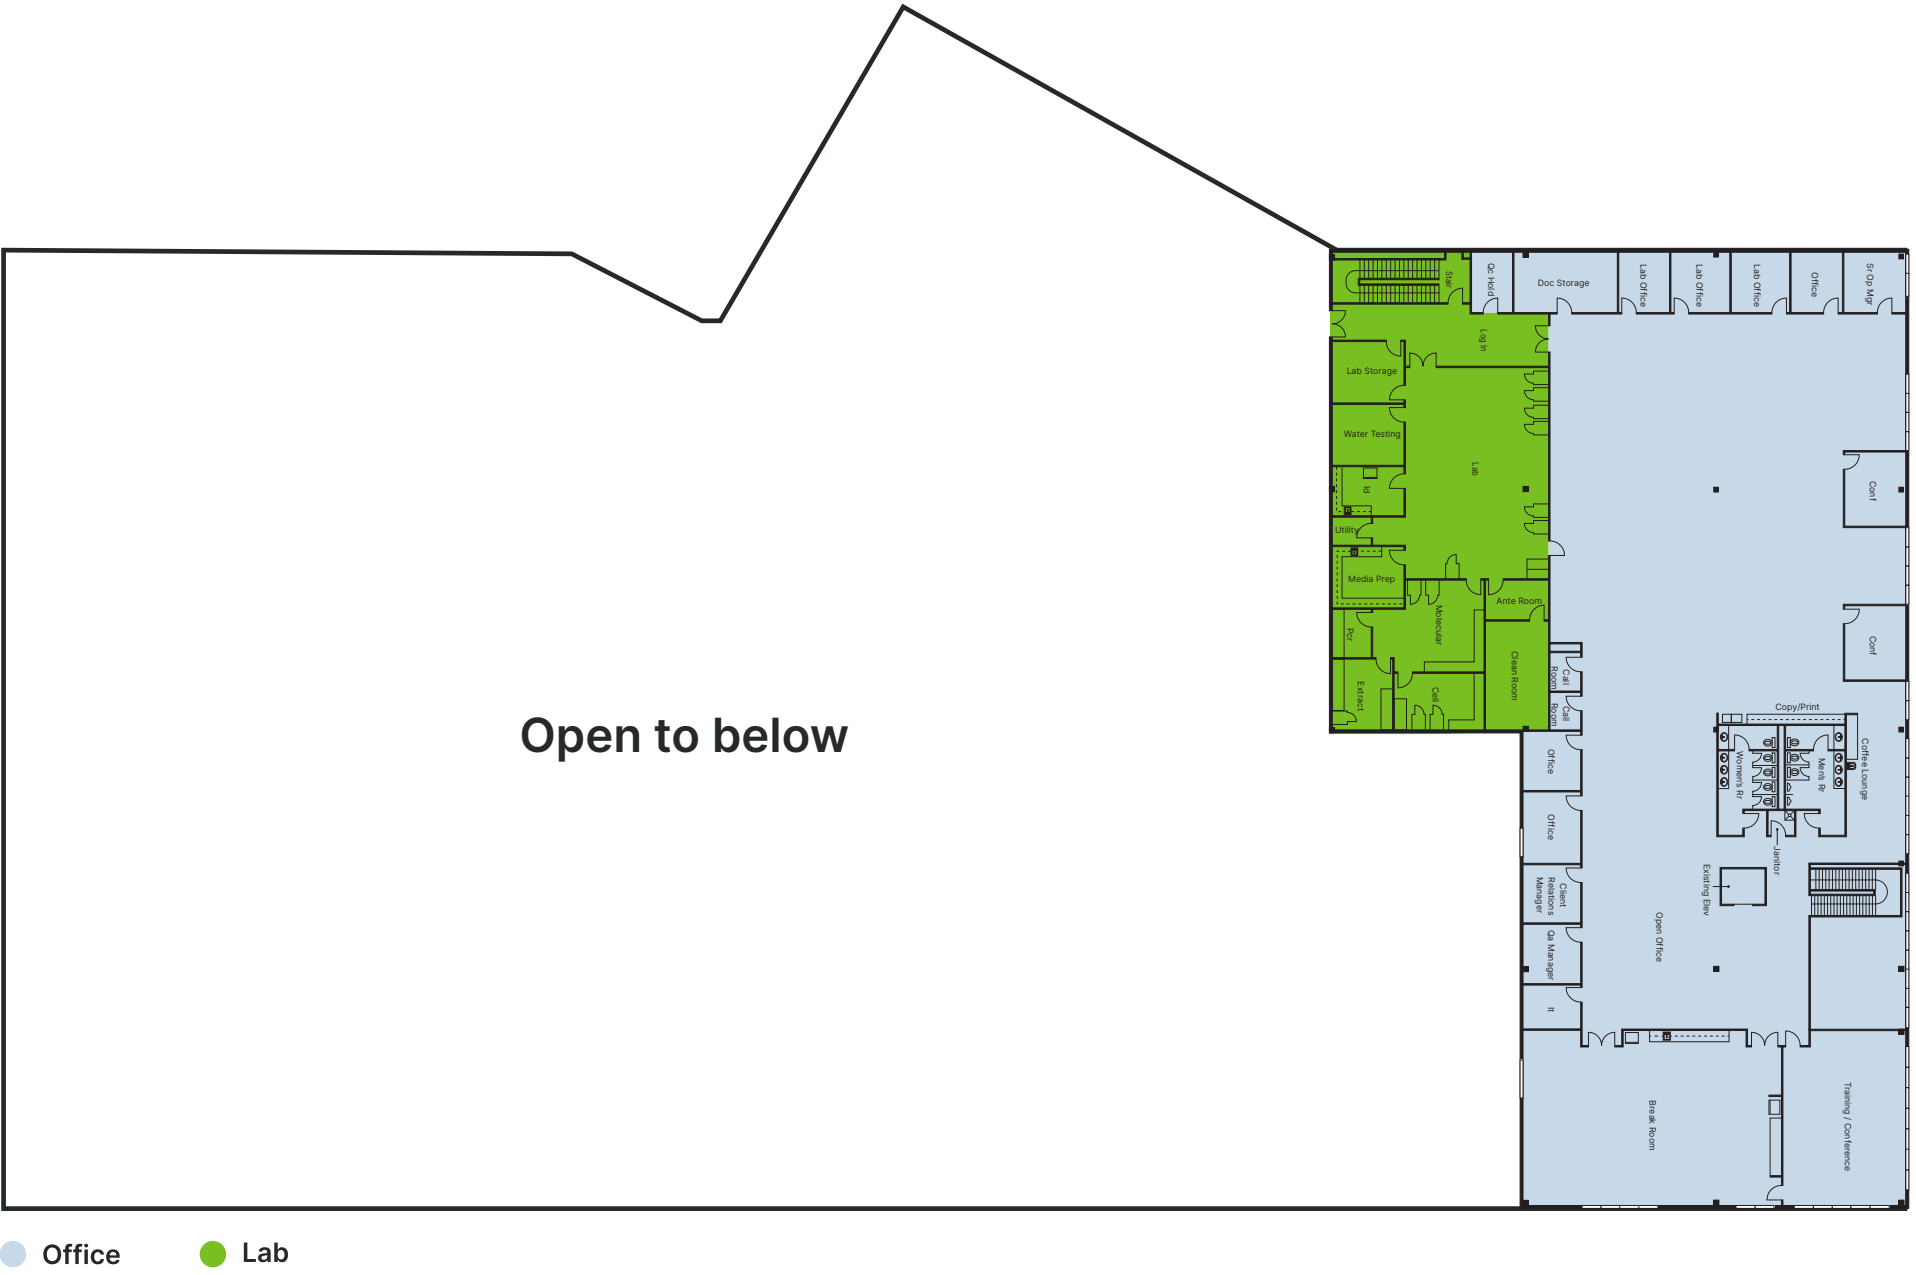 Stair
Qc Hold
Doc Storage
Lab Office
Lab Office
Lab Office
Office
Sr Op Mgr
Log In
Lab Storage
Water Testing
Lab
Id
Conf
Utility
Media Prep
Ante Room
Molecular
Pcr
Conf
Clean Room
Call
Room
Extract
Cell
Call
Room
Copy/Print
Open to below
Office
Women's Rr
Men's Rr
Coffee Lounge
Office
Janitor
Existing Elev
Client
Relations
Manager
Open Office
Qa Manager
It
Break Room
Training / Conference
Office
Lab